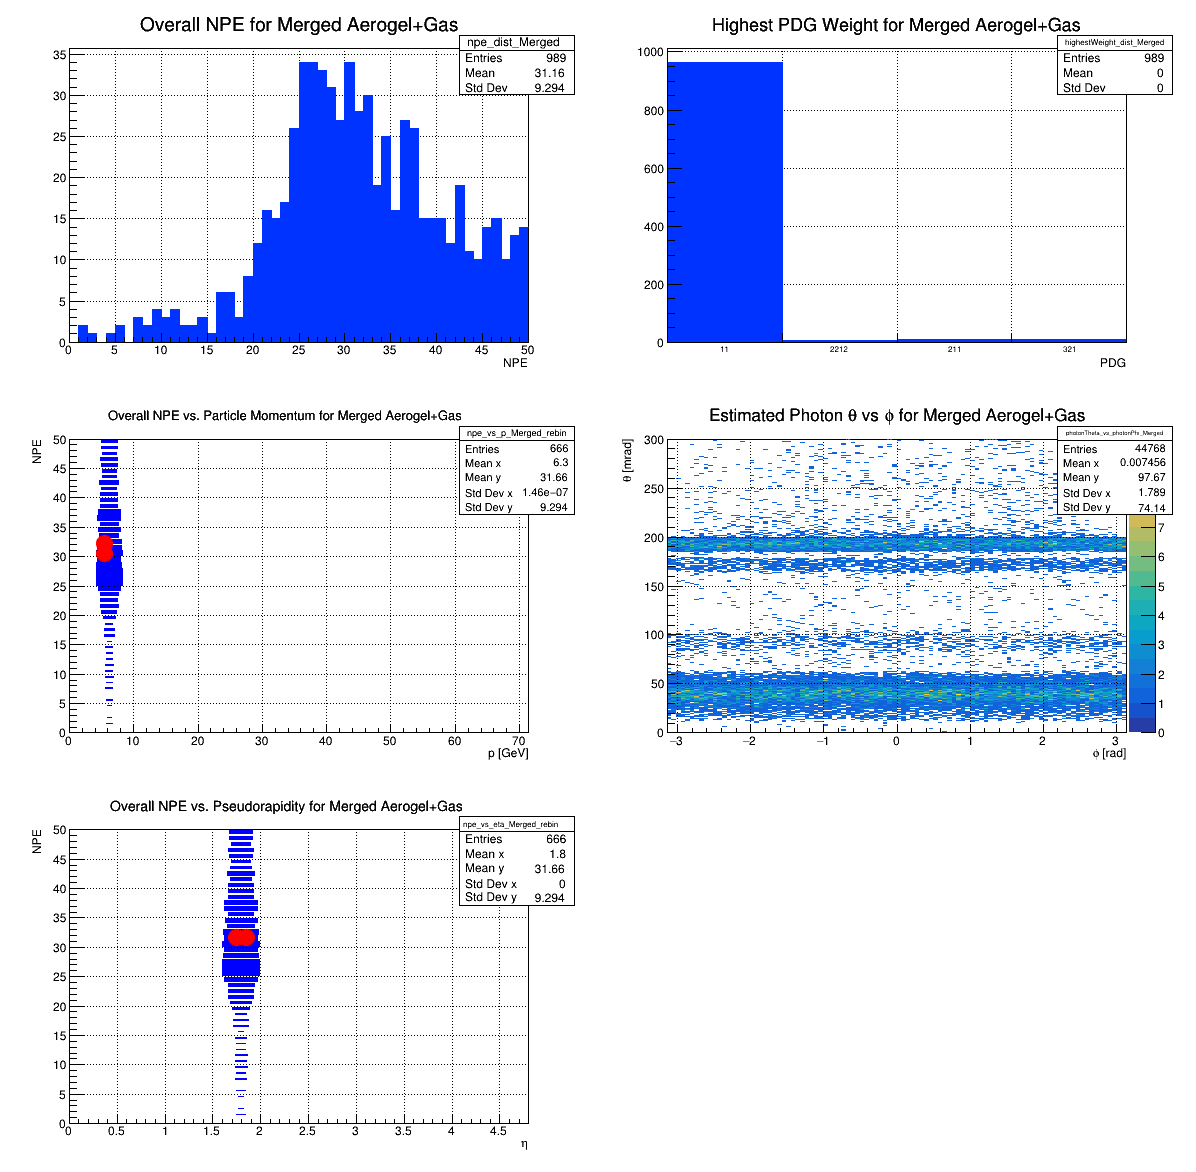 Overall NPE for Merged Aerogel+Gas
npe_dist_Merged
Entries 989
Mean 31.16
Std Dev 9.294
35
30
25
20
15
10
5
0
0 5 10 15 20 25 30 35 40 45 50
NPE
Highest PDG Weight for Merged Aerogel+Gas
highestWeight_dist_Merged
Entries 989
Mean 0
Std Dev 0
1000
800
600
400
200
0
11 2212 211 321
PDG
Overall NPE vs. Particle Momentum for Merged Aerogel+Gas
npe_vs_p_Merged_rebin
Entries 666
Mean x 6.3
Mean y 31.66
Std Dev x 1.46e−07
Std Dev y 9.294
NPE
50
45
40
35
30
25
20
15
10
5
0
0 10 20 30 40 50 60 70
p [GeV]
Estimated Photon θ vs ϕ for Merged Aerogel+Gas
photonTheta_vs_photonPhi_Merged
Entries 44768
Mean x 0.007456
Mean y 97.67
Std Dev x 1.789
Std Dev y 74.14
θ [mrad]
300
250
200
150
100
50
0
−3 −2 −1 0 1 2 3
ϕ [rad]
7
6
5
4
3
2
1
0
Overall NPE vs. Pseudorapidity for Merged Aerogel+Gas
npe_vs_eta_Merged_rebin
Entries 666
Mean x 1.8
Mean y 31.66
Std Dev x 0
Std Dev y 9.294
NPE
50
45
40
35
30
25
20
15
10
5
0
0 0.5 1 1.5 2 2.5 3 3.5 4 4.5
η